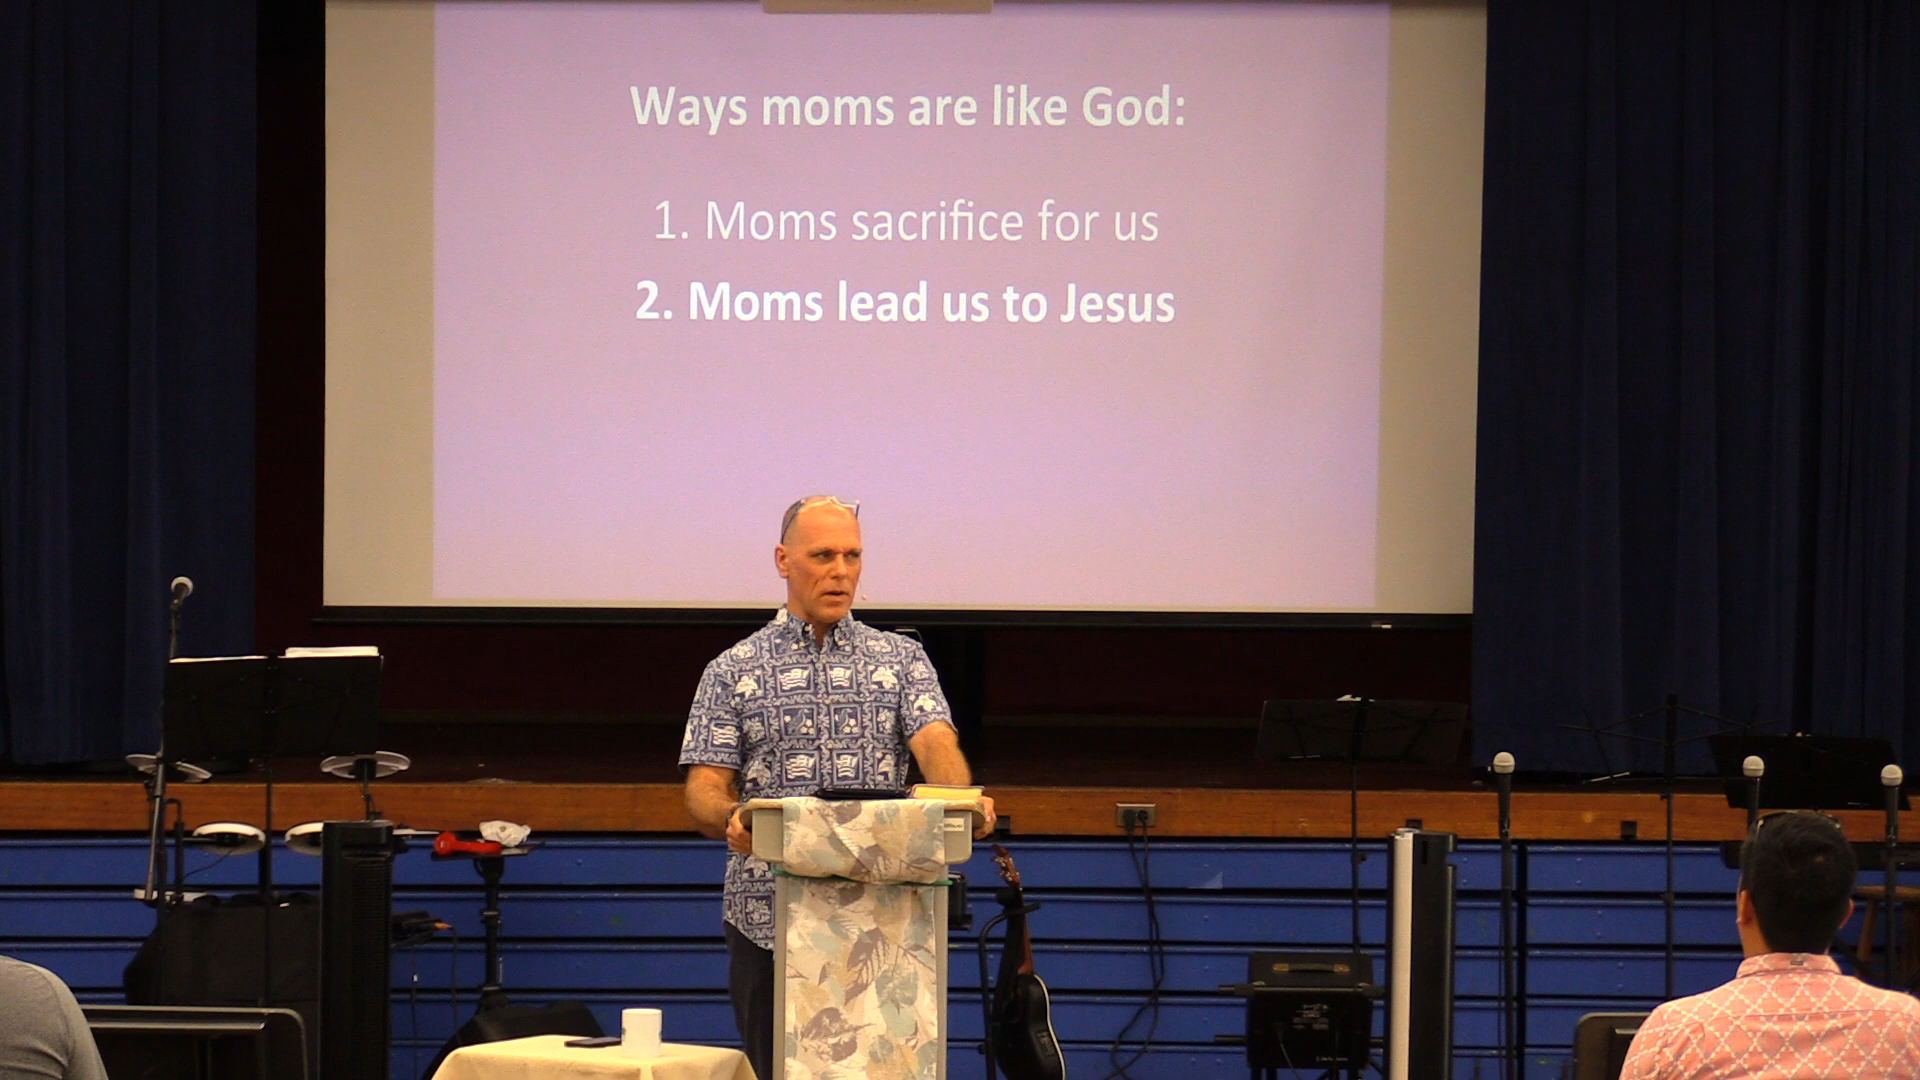 Ways moms are like God:
1. Moms sacrifice for us
2. Moms lead us to Jesus